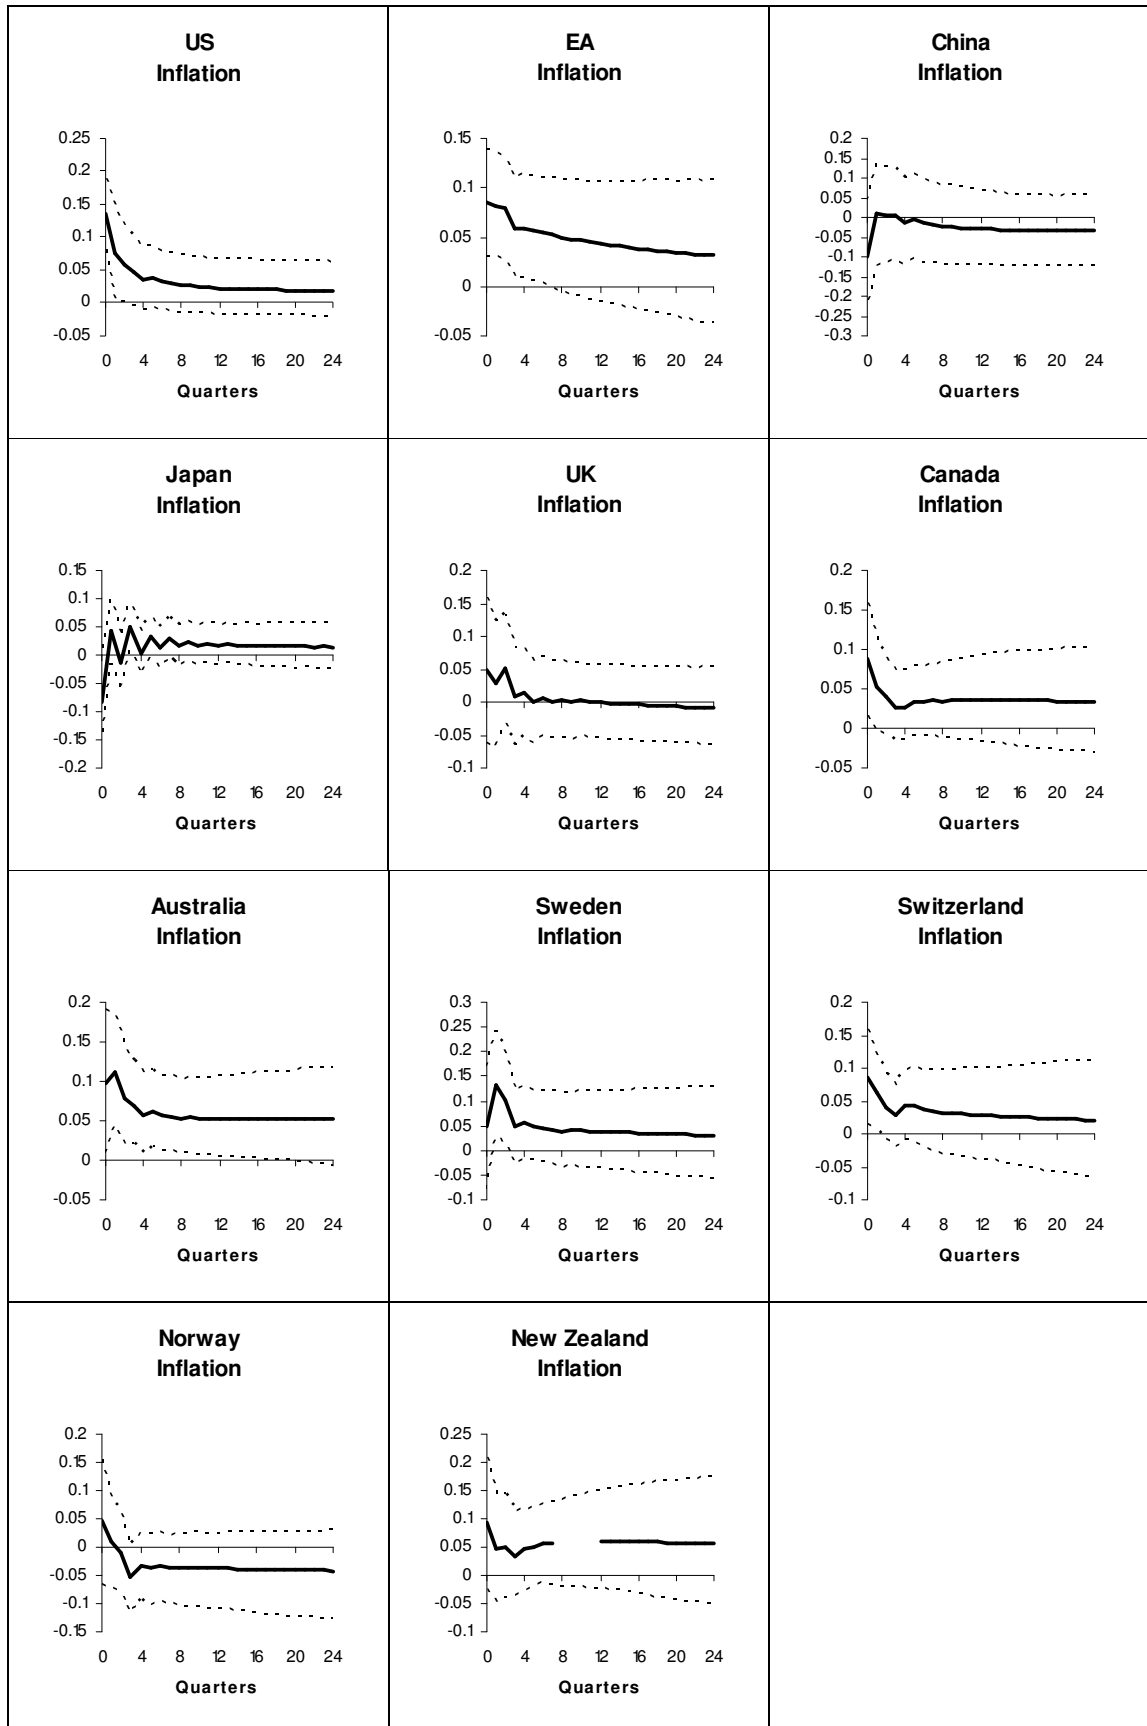 US
Inflation
0.25
0.2
0.15
0.1
0.05
0
-0.05
0 4 8 12 16 20 24
Quarters
EA
Inflation
0.15
0.1
0.05
0
-0.05
0 4 8 12 16 20 24
Quarters
China
Inflation
0.2
0.15
0.1
0.05
0
-0.05
-0.1
-0.15
-0.2
-0.25
-0.3
0 4 8 12 16 20 24
Quarters
Japan
Inflation
0.15
0.1
0.05
0
-0.05
-0.1
-0.15
-0.2
0 4 8 12 16 20 24
Quarters
UK
Inflation
0.2
0.15
0.1
0.05
0
-0.05
-0.1
0 4 8 12 16 20 24
Quarters
Canada
Inflation
0.2
0.15
0.1
0.05
0
-0.05
0 4 8 12 16 20 24
Quarters
Australia
Inflation
0.2
0.15
0.1
0.05
0
-0.05
0 4 8 12 16 20 24
Quarters
Sweden
Inflation
0.3
0.25
0.2
0.15
0.1
0.05
0
-0.05
-0.1
0 4 8 12 16 20 24
Quarters
Switzerland
Inflation
0.2
0.15
0.1
0.05
0
-0.05
-0.1
0 4 8 12 16 20 24
Quarters
Norway
Inflation
0.2
0.15
0.1
0.05
0
-0.05
-0.1
-0.15
0 4 8 12 16 20 24
Quarters
New Zealand
Inflation
0.25
0.2
0.15
0.1
0.05
0
-0.05
-0.1
0 4 8 12 16 20 24
Quarters